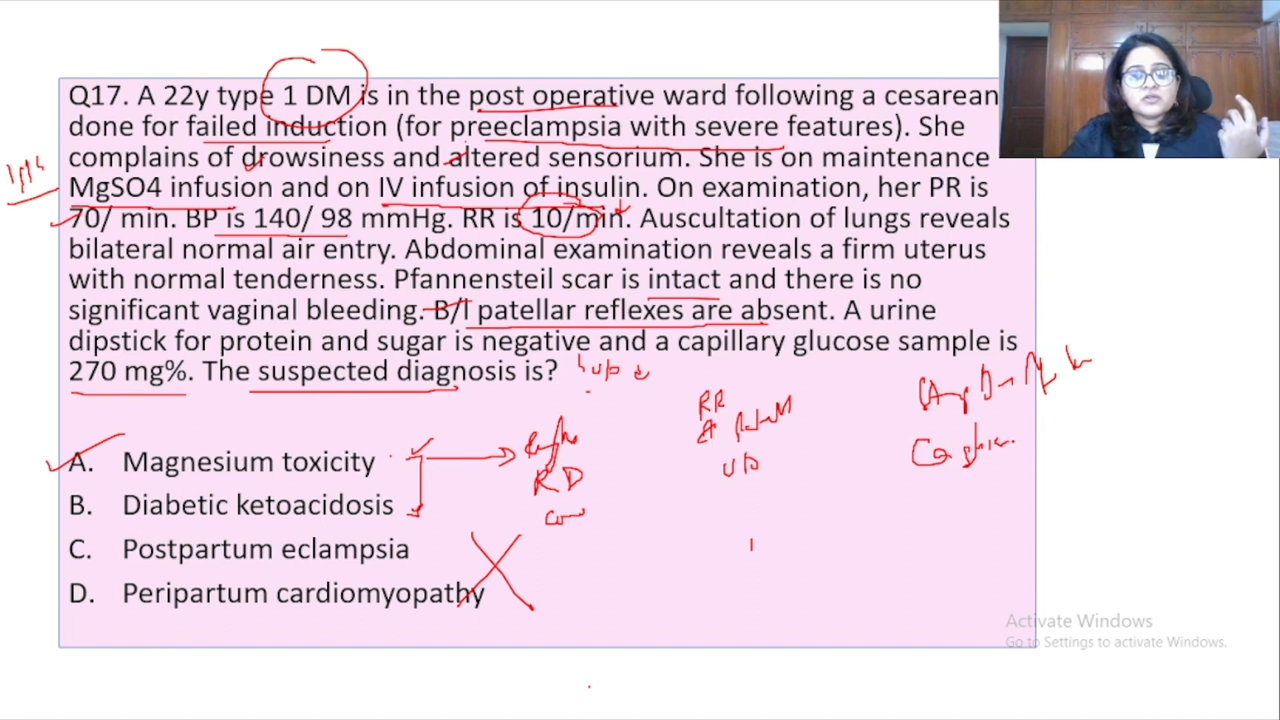 Q17. A 22y type 1 DM is in the post operative ward following a cesarean
done for failed induction (for preeclampsia with severe features). She
complains of drowsiness and altered sensorium. She is on maintenance
MgSO4 infusion and on IV infusion of insulin. On examination, her PR is
70/ min. BP is 140/ 98 mmHg. RR is 10/min. Auscultation of lungs reveals
bilateral normal air entry. Abdominal examination reveals a firm uterus
with normal tenderness. Pfannensteil scar is intact and there is no
significant vaginal bleeding. B/l patellar reflexes are absent. A urine
dipstick for protein and sugar is negative and a capillary glucose sample is
270 mg%. The suspected diagnosis is?
RR
A. Magnesium toxicity
RD
B. Diabetic ketoacidosis
C. Postpartum eclampsia
D. Peripartum cardiomyopathy
Activate Windows
Go to Settings to activate Windows.